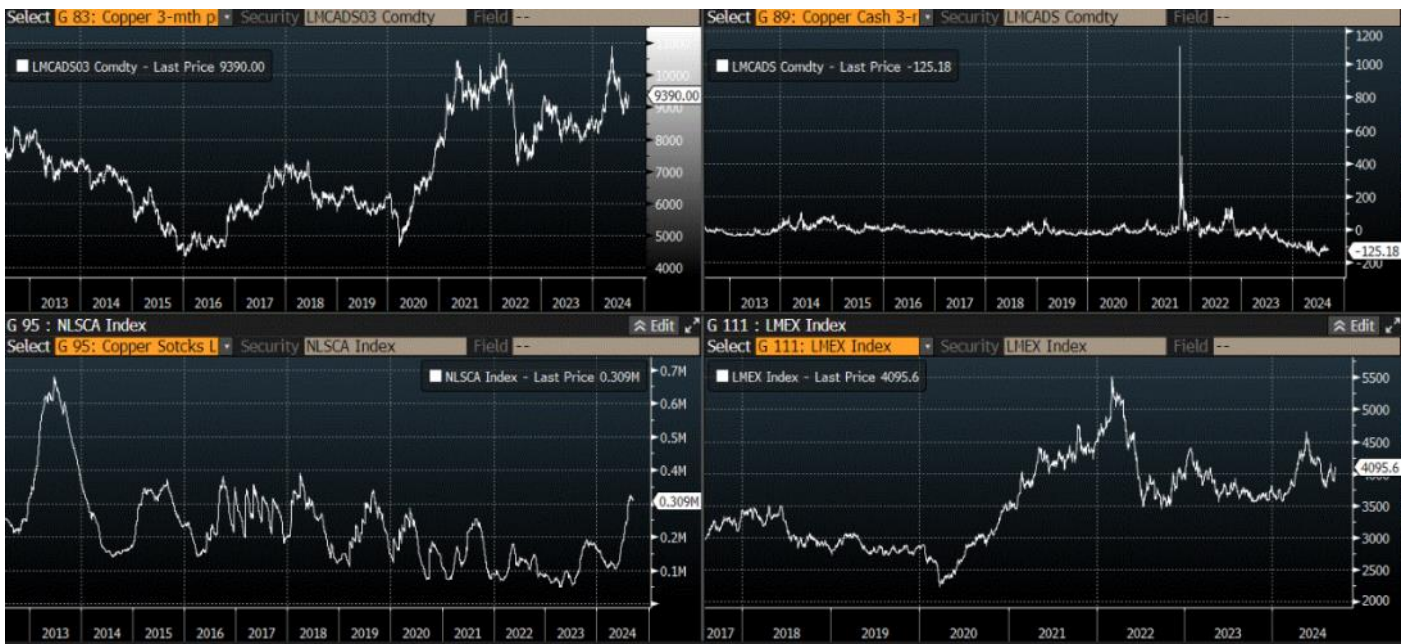 Select G 83: Copper 3-mth p Security LMCADS03 Comdty Field --
LMCADS03 Comdty - Last Price 9390.00
11000
10000
9390.00
9000
8000
7000
6000
5000
4000
2013 2014 2015 2016 2017 2018 2019 2020 2021 2022 2023 2024
Select G 89: Copper Cash 3-r Security LMCADS Comdty Field --
LMCADS Comdty - Last Price -125.18
1200
1000
800
600
400
200
0
-125.18
-200
2013 2014 2015 2016 2017 2018 2019 2020 2021 2022 2023 2024
G 95 : NLSCA Index Edit
Select G 95: Copper Sotcks L Security NLSCA Index Field --
NLSCA Index - Last Price 0.309M
0.7M
0.6M
0.5M
0.4M
0.309M
0.2M
0.1M
2013 2014 2015 2016 2017 2018 2019 2020 2021 2022 2023 2024
G 111 : LMEX Index Edit
Select G 111: LMEX Index Security LMEX Index Field --
LMEX Index - Last Price 4095.6
5500
5000
4500
4095.6
3500
3000
2500
2000
2017 2018 2019 2020 2021 2022 2023 2024